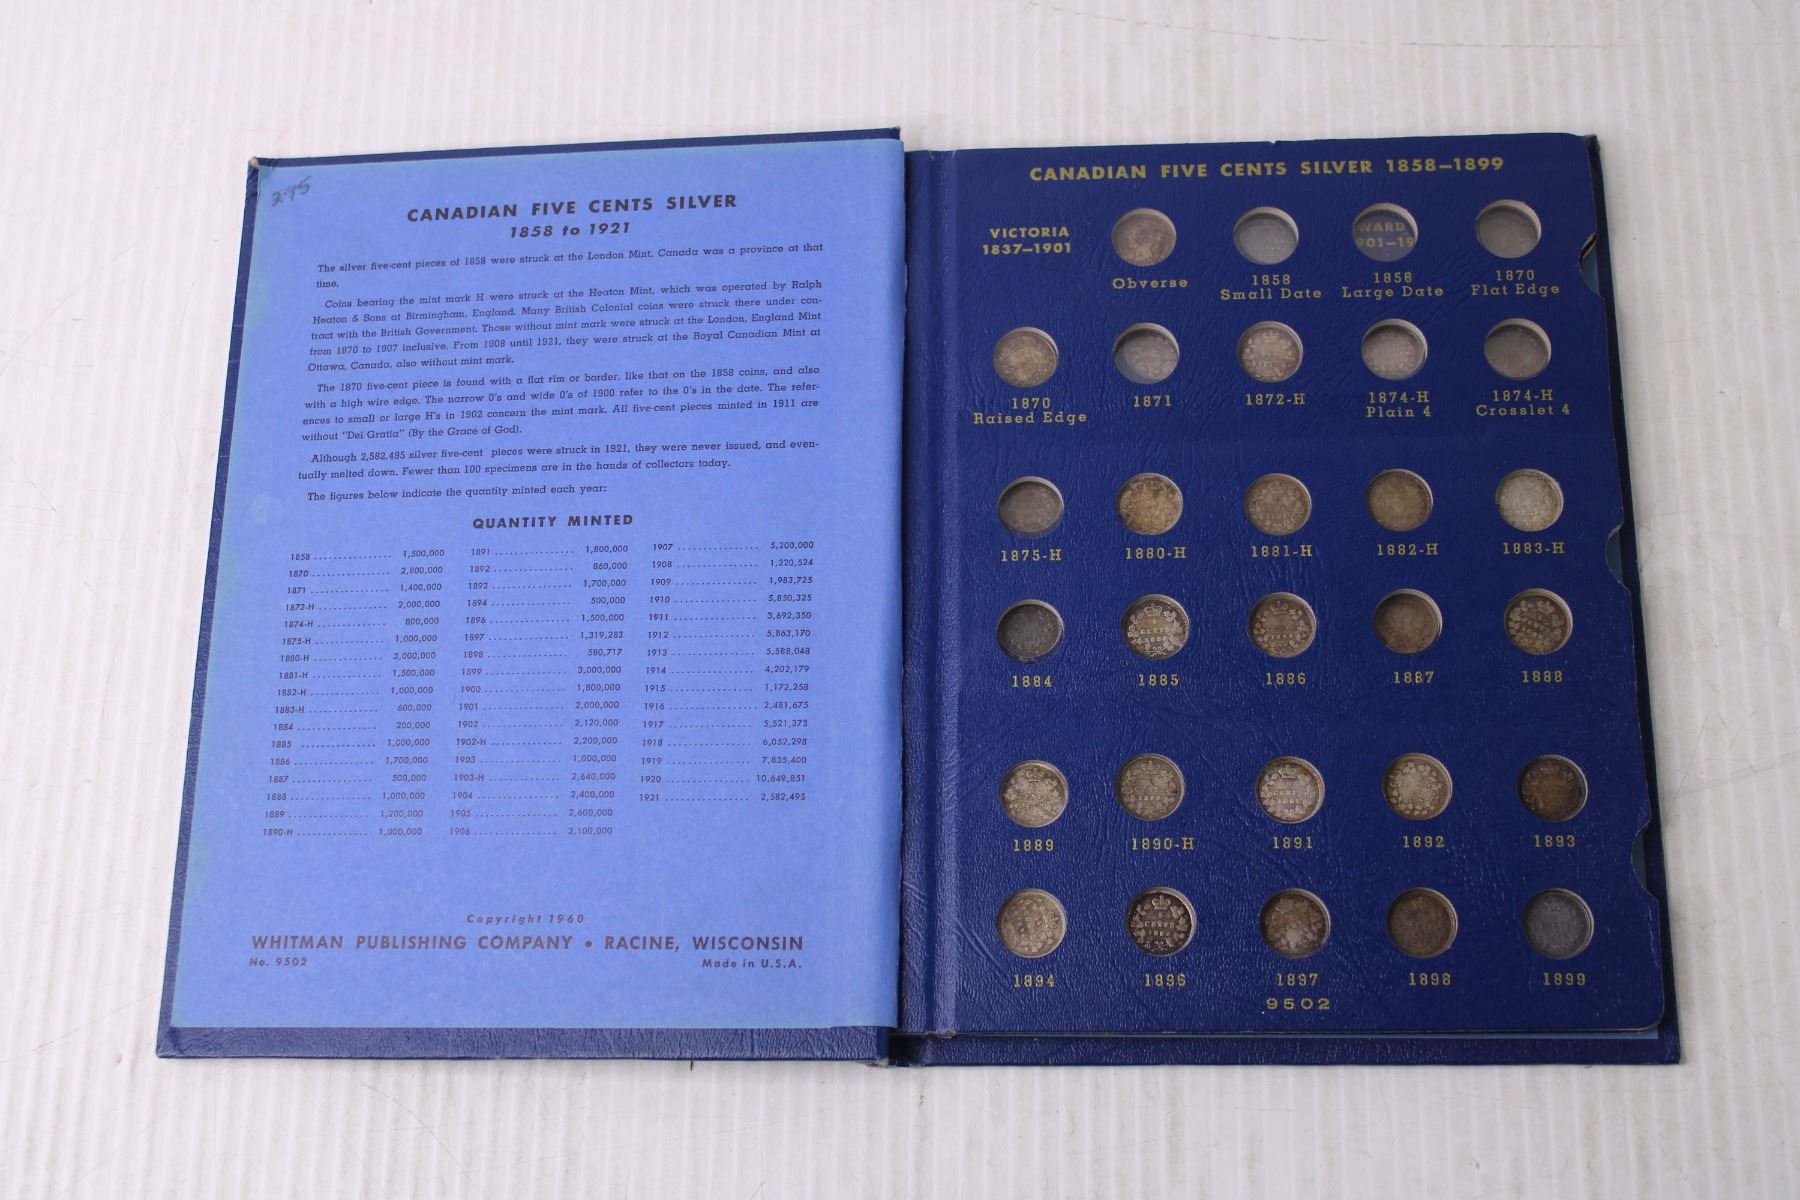 2.95
CANADIAN FIVE CENTS SILVER
1858 to 1921
The silver five-cent pieces of 1858 were struck at the London Mint. Canada was a province at that
time.
Coins bearing the mint mark H were struck at the Heaton Mint, which was operated by Ralph
Heaton & Sons at Birmingham, England. Many British Colonial coins were struck there under con-
tract with the British Government. Those without mint mark were struck at the London, England Mint
from 1870 to 1907 inclusive. From 1908 until 1921, they were struck at the Royal Canadian Mint at
Ottawa, Canada, also without mint mark.
The 1870 five-cent piece is found with a flat rim or border, like that on the 1858 coins, and also
with a high wire edge. The narrow 0's and wide 0's of 1900 refer to the 0's in the date. The refer-
ences to small or large H's in 1902 concern the mint mark. All five-cent pieces minted in 1911 are
without "Dei Gratia" (By the Grace of God).
Although 2,582,495 silver five-cent pieces were struck in 1921, they were never issued, and even-
tually melted down. Fewer than 100 specimens are in the hands of collectors today.
The figures below indicate the quantity minted each year:
QUANTITY MINTED
1858 ............... 1,500,000
1870 ............... 2,800,000
1871 ............... 1,400,000
1872-H ............. 2,000,000
1874-H ............. 800,000
1875-H ............. 1,000,000
1880-H ............. 3,000,000
1881-H ............. 1,500,000
1882-H ............. 1,000,000
1883-H ............. 600,000
1884 ............... 200,000
1885 ............... 1,000,000
1886 ............... 1,700,000
1887 ............... 500,000
1888 ............... 1,000,000
1889 ............... 1,200,000
1890-H ............. 1,000,000
1891 ............... 1,800,000
1892 ............... 860,000
1893 ............... 1,700,000
1894 ............... 500,000
1896 ............... 1,500,000
1897 ............... 1,319,283
1898 ............... 580,717
1899 ............... 3,000,000
1900 ............... 1,800,000
1901 ............... 2,000,000
1902 ............... 2,120,000
1902-H ............. 2,200,000
1903 ............... 1,000,000
1903-H ............. 2,640,000
1904 ............... 2,400,000
1905 ............... 2,600,000
1906 ............... 3,100,000
1907 ............... 5,200,000
1908 ............... 1,220,524
1909 ............... 1,983,725
1910 ............... 5,850,325
1911 ............... 3,692,350
1912 ............... 5,863,170
1913 ............... 5,588,048
1914 ............... 4,202,179
1915 ............... 1,172,258
1916 ............... 2,481,675
1917 ............... 5,521,373
1918 ............... 6,052,298
1919 ............... 7,835,400
1920 ............... 10,649,851
1921 ............... 2,582,495
Copyright 1960
WHITMAN PUBLISHING COMPANY • RACINE, WISCONSIN
No. 9502 Made in U.S.A.
CANADIAN FIVE CENTS SILVER 1858–1899
VICTORIA
1837–1901
WARD
901–19
Obverse
1858
Small Date
1858
Large Date
1870
Flat Edge
1870
Raised Edge
1871
1872-H
1874-H
Plain 4
1874-H
Crosslet 4
1875-H 1880-H 1881-H 1882-H 1883-H
1884 1885 1886 1887 1888
1889 1890-H 1891 1892 1893
1894 1896 1897 1898 1899
9502